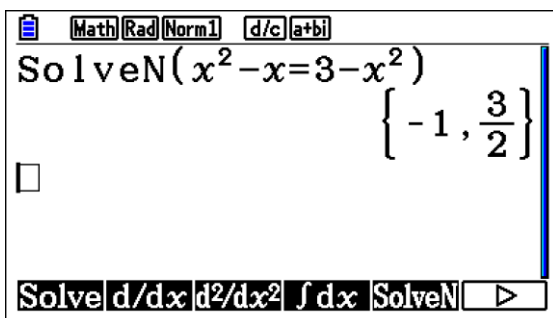 Math Rad Norm1 d/c a+bi
SolveN(x²-x=3-x²)
{-1, 3/2}
Solve d/dx d²/dx² ∫dx SolveN ▷